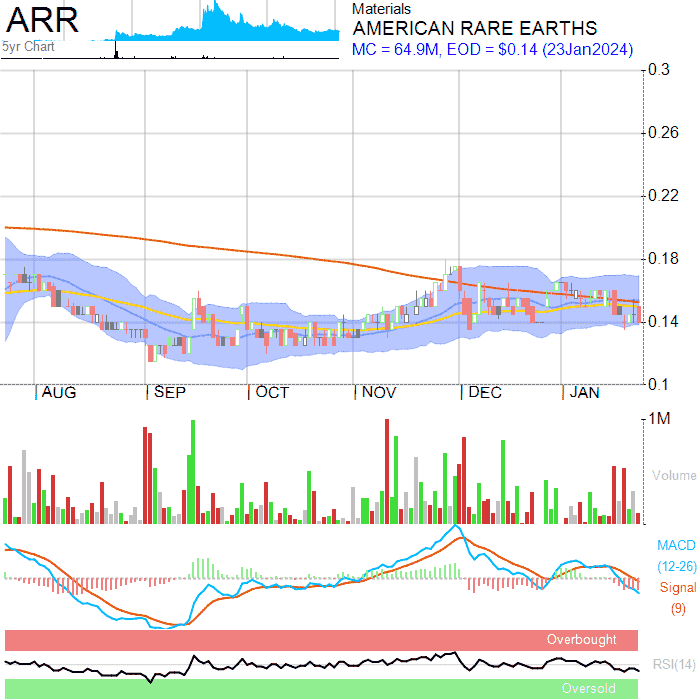 ARR
5yr Chart
Materials
AMERICAN RARE EARTHS
MC = 64.9M, EOD = $0.14 (23Jan2024)
0.3
0.26
0.22
0.18
0.14
0.1
AUG SEP OCT NOV DEC JAN
1M
Volume
MACD
(12-26)
Signal
(9)
Overbought
RSI(14)
Oversold